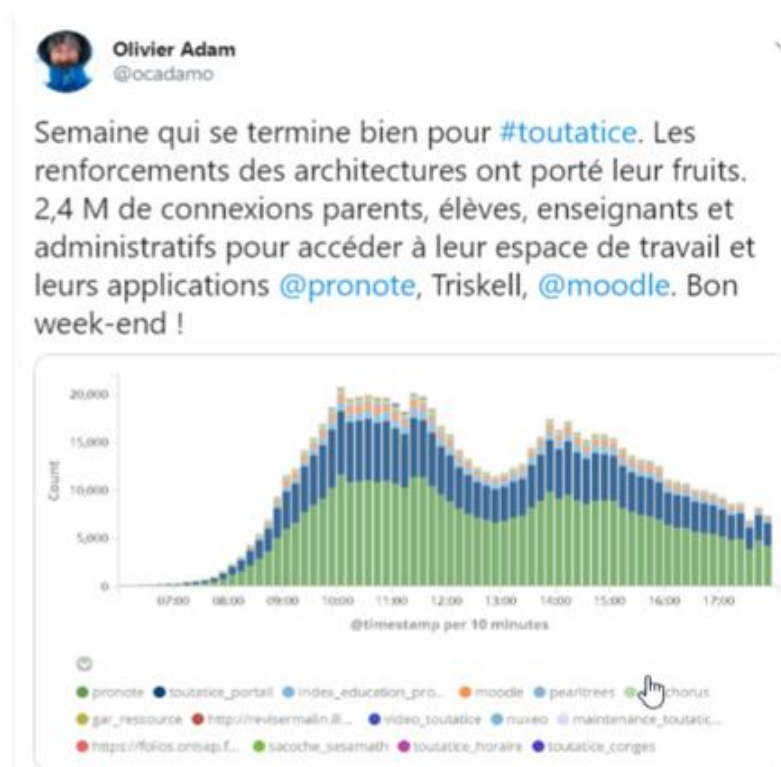 Olivier Adam
@ocadamo
Semaine qui se termine bien pour #toutatice. Les
renforcements des architectures ont porté leur fruits.
2,4 M de connexions parents, élèves, enseignants et
administratifs pour accéder à leur espace de travail et
leurs applications @pronote, Triskell, @moodle. Bon
week-end !
20,000
15,000
10,000
5,000
0
Count
07:00 08:00 09:00 10:00 11:00 12:00 13:00 14:00 15:00 16:00 17:00
@timestamp per 10 minutes
pronote toutatice_portail index_education_pro... moodle pearltrees chorus
gar_ressource http://revisermalin.ill... video_toutatice nuxeo maintenance_toutatic...
https://folios.onisep.f... sacoche_sesamath toutatice_horaire toutatice_conges